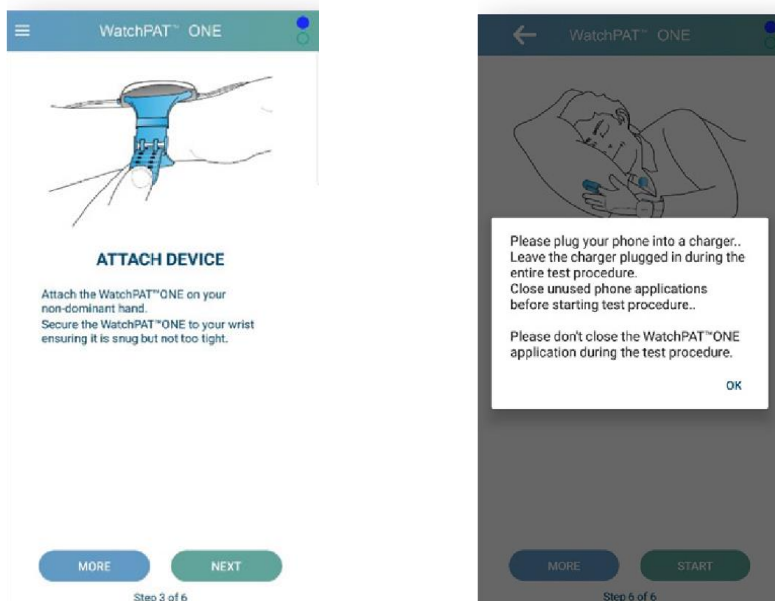 WatchPAT™ ONE
ATTACH DEVICE
Attach the WatchPAT™ONE on your
non-dominant hand.
Secure the WatchPAT™ONE to your wrist
ensuring it is snug but not too tight.
MORE
NEXT
Step 3 of 6
WatchPAT™ ONE
Please plug your phone into a charger..
Leave the charger plugged in during the
entire test procedure.
Close unused phone applications
before starting test procedure..
Please don't close the WatchPAT™ONE
application during the test procedure.
OK
MORE
START
Step 6 of 6